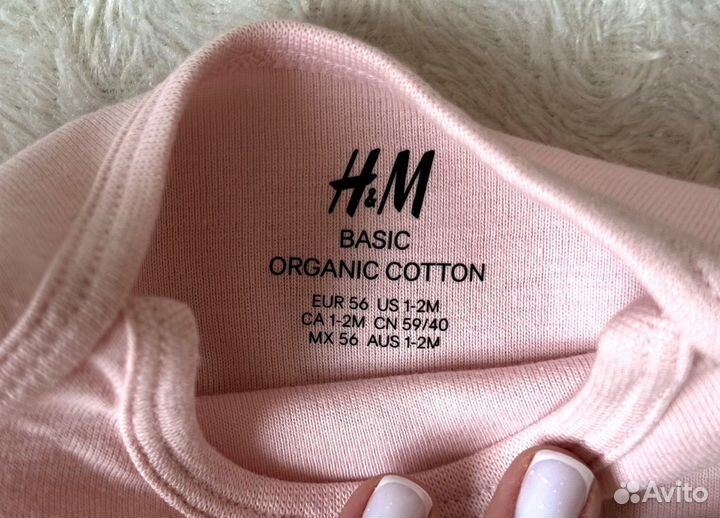 H&M
BASIC
ORGANIC COTTON
EUR 56 US 1-2M
CA 1-2M CN 59/40
MX 56 AUS 1-2M
Avito